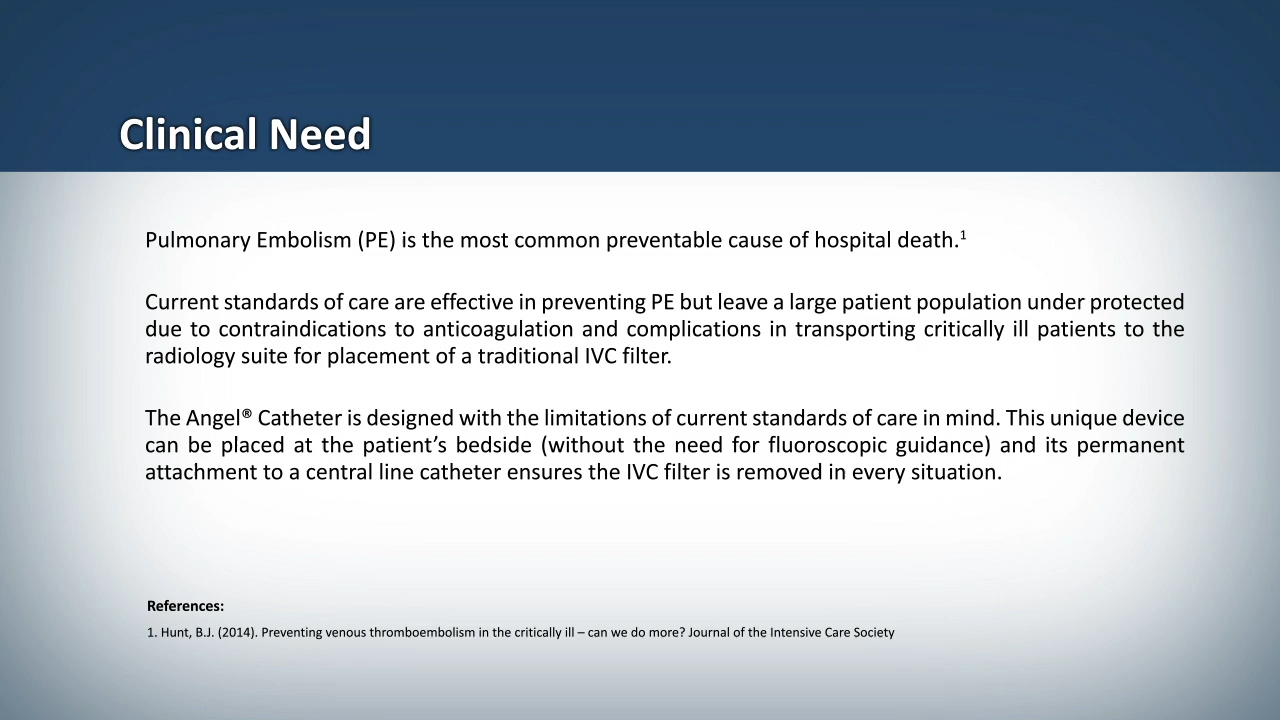 Clinical Need
Pulmonary Embolism (PE) is the most common preventable cause of hospital death.1
Current standards of care are effective in preventing PE but leave a large patient population under protected
due to contraindications to anticoagulation and complications in transporting critically ill patients to the
radiology suite for placement of a traditional IVC filter.
The Angel® Catheter is designed with the limitations of current standards of care in mind. This unique device
can be placed at the patient’s bedside (without the need for fluoroscopic guidance) and its permanent
attachment to a central line catheter ensures the IVC filter is removed in every situation.
References:
1. Hunt, B.J. (2014). Preventing venous thromboembolism in the critically ill – can we do more? Journal of the Intensive Care Society